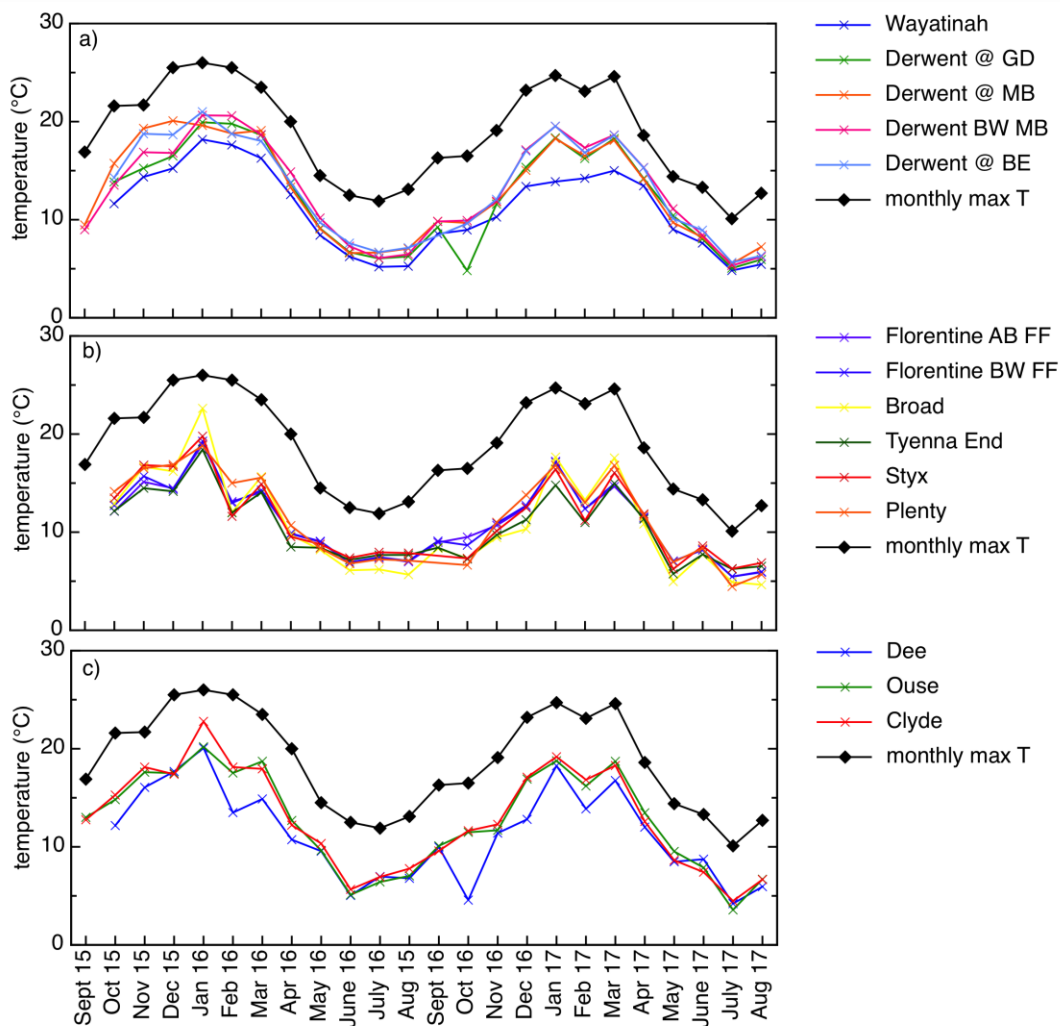 a)
temperature (°C)
30
20
10
0
Wayatinah
Derwent @ GD
Derwent @ MB
Derwent BW MB
Derwent @ BE
monthly max T
b)
temperature (°C)
30
20
10
0
Florentine AB FF
Florentine BW FF
Broad
Tyenna End
Styx
Plenty
monthly max T
c)
temperature (°C)
30
20
10
0
Dee
Ouse
Clyde
monthly max T
Sept 15
Oct 15
Nov 15
Dec 15
Jan 16
Feb 16
Mar 16
Apr 16
May 16
June 16
July 16
Aug 16
Sept 16
Oct 16
Nov 16
Dec 16
Jan 17
Feb 17
Mar 17
Apr 17
May 17
June 17
July 17
Aug 17